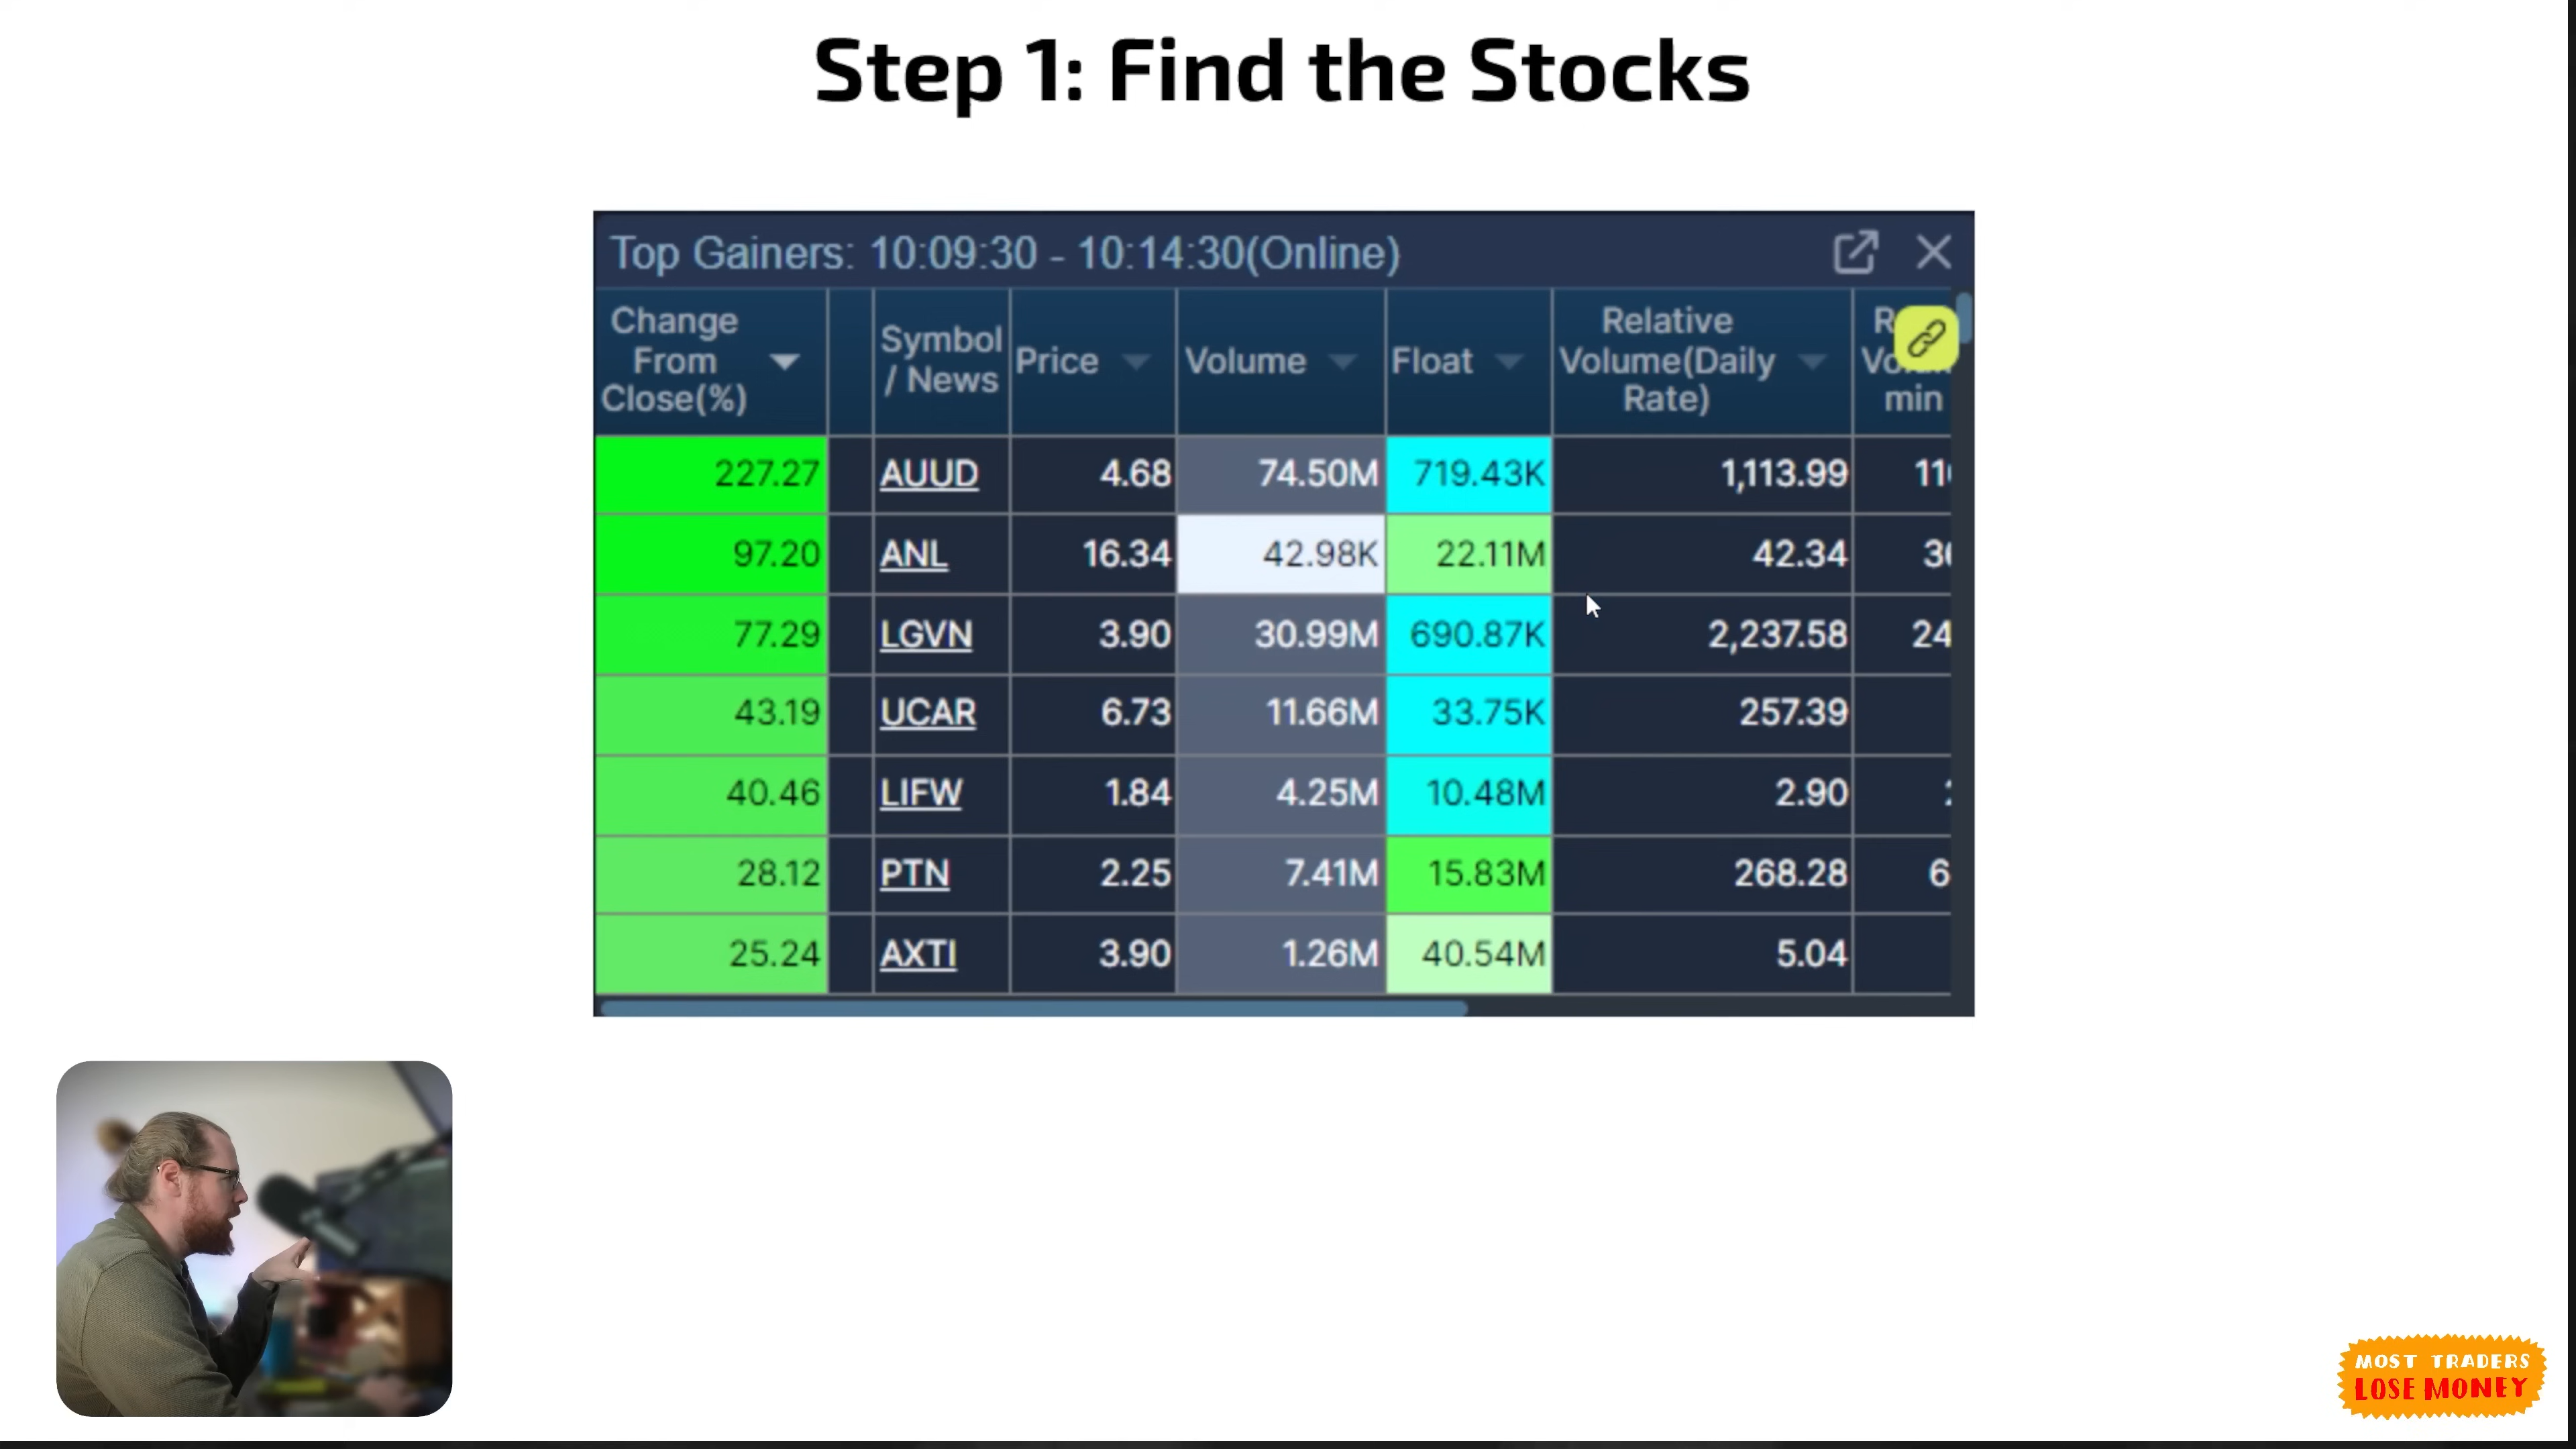 Step 1: Find the Stocks
Top Gainers: 10:09:30 - 10:14:30(Online)
Change From Close(%) Symbol / News Price Volume Float Relative Volume(Daily Rate) min
227.27 AUUD 4.68 74.50M 719.43K 1,113.99
97.20 ANL 16.34 42.98K 22.11M 42.34
77.29 LGVN 3.90 30.99M 690.87K 2,237.58 24
43.19 UCAR 6.73 11.66M 33.75K 257.39
40.46 LIFW 1.84 4.25M 10.48M 2.90
28.12 PTN 2.25 7.41M 15.83M 268.28 6
25.24 AXTI 3.90 1.26M 40.54M 5.04
MOST TRADERS
LOSE MONEY